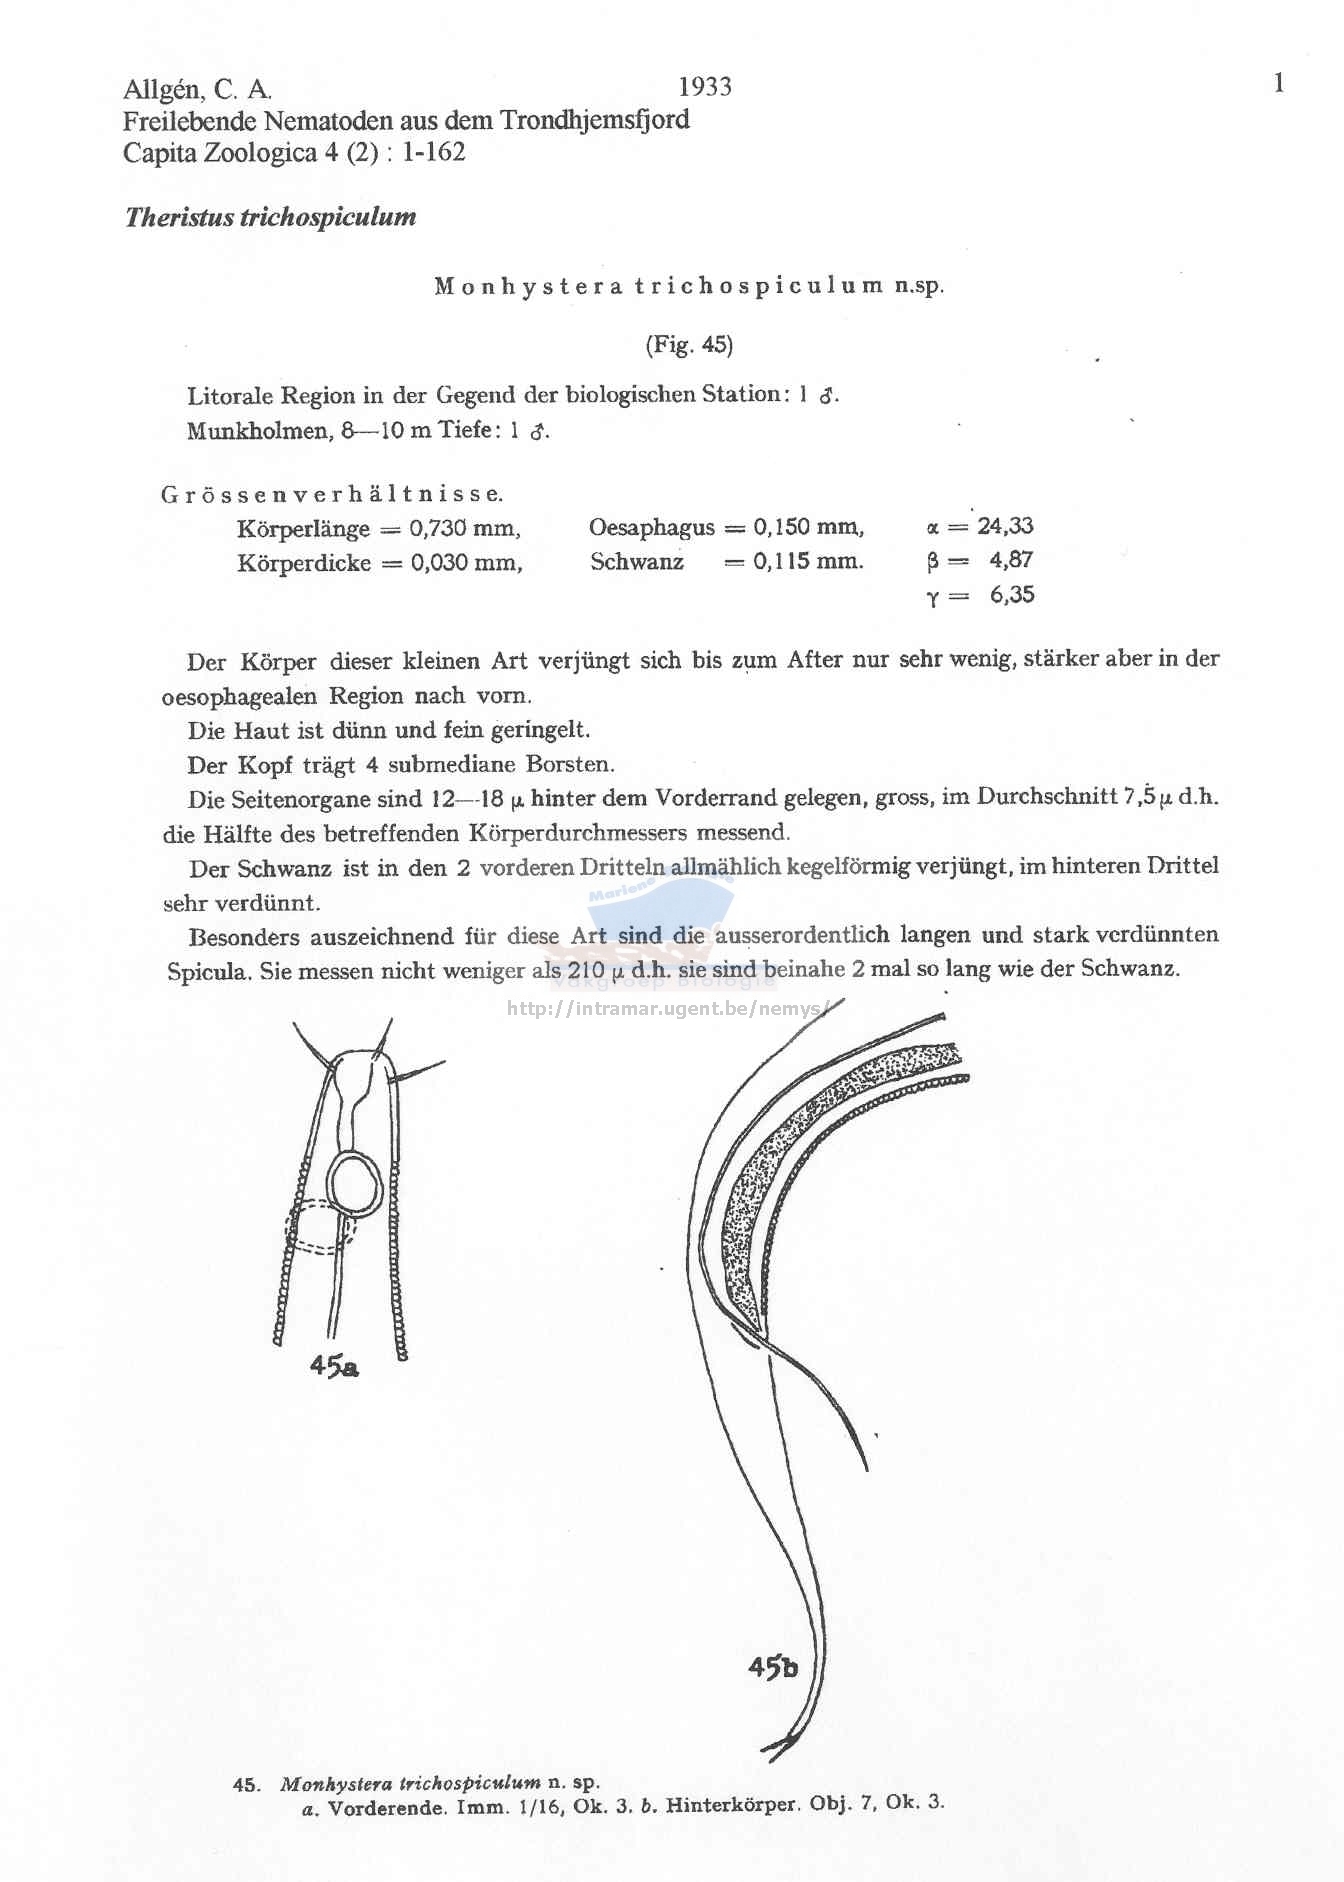 Allgén, C. A. 1933 1
Freilebende Nematoden aus dem Trondhjemsfjord
Capita Zoologica 4 (2) : 1-162
Theristus trichospiculum
Monhystera trichospiculum n.sp.
(Fig. 45)
Litorale Region in der Gegend der biologischen Station: 1 ♂.
Munkholmen, 8—10 m Tiefe: 1 ♂.
Grössenverhältnisse.
Körperlänge = 0,730 mm, Oesaphagus = 0,150 mm, α = 24,33
Körperdicke = 0,030 mm, Schwanz = 0,115 mm. β = 4,87
γ = 6,35
Der Körper dieser kleinen Art verjüngt sich bis zum After nur sehr wenig, stärker aber in der
oesophagealen Region nach vorn.
Die Haut ist dünn und fein geringelt.
Der Kopf trägt 4 submediane Borsten.
Die Seitenorgane sind 12—18 μ hinter dem Vorderrand gelegen, gross, im Durchschnitt 7,5 μ d.h.
die Hälfte des betreffenden Körperdurchmessers messend.
Der Schwanz ist in den 2 vorderen Dritteln allmählich kegelförmig verjüngt, im hinteren Drittel
sehr verdünnt.
Besonders auszeichnend für diese Art sind die ausserordentlich langen und stark verdünnten
Spicula. Sie messen nicht weniger als 210 μ d.h. sie sind beinahe 2 mal so lang wie der Schwanz.
Mariene
Vakgroep Biologie
http://intramar.ugent.be/nemys/
45a
45b
45. Monhystera trichospiculum n. sp.
a. Vorderende. Imm. 1/16, Ok. 3. b. Hinterkörper. Obj. 7, Ok. 3.